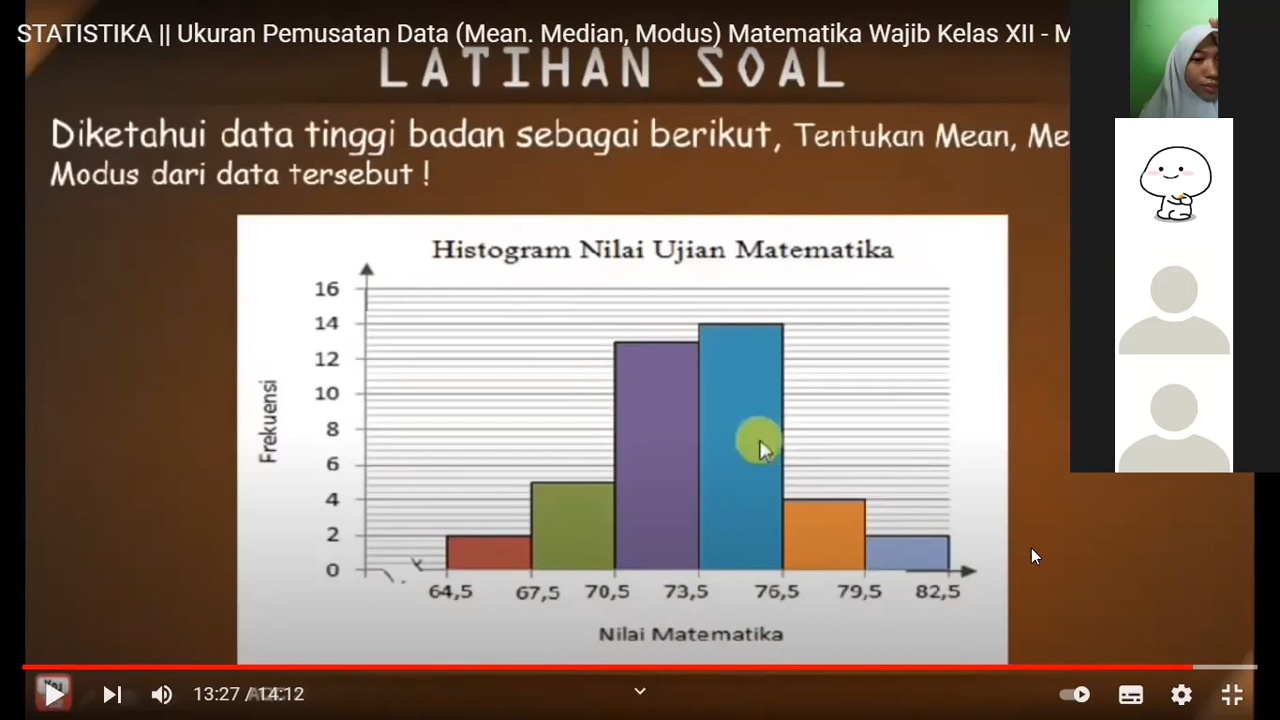 STATISTIKA || Ukuran Pemusatan Data (Mean. Median, Modus) Matematika Wajib Kelas XII - M
LATIHAN SOAL
Diketahui data tinggi badan sebagai berikut, Tentukan Mean, Me
Modus dari data tersebut !
Histogram Nilai Ujian Matematika
16
14
12
10
8
6
4
2
0
Frekuensi
64,5 67,5 70,5 73,5 76,5 79,5 82,5
Nilai Matematika
13:27 / 14:12